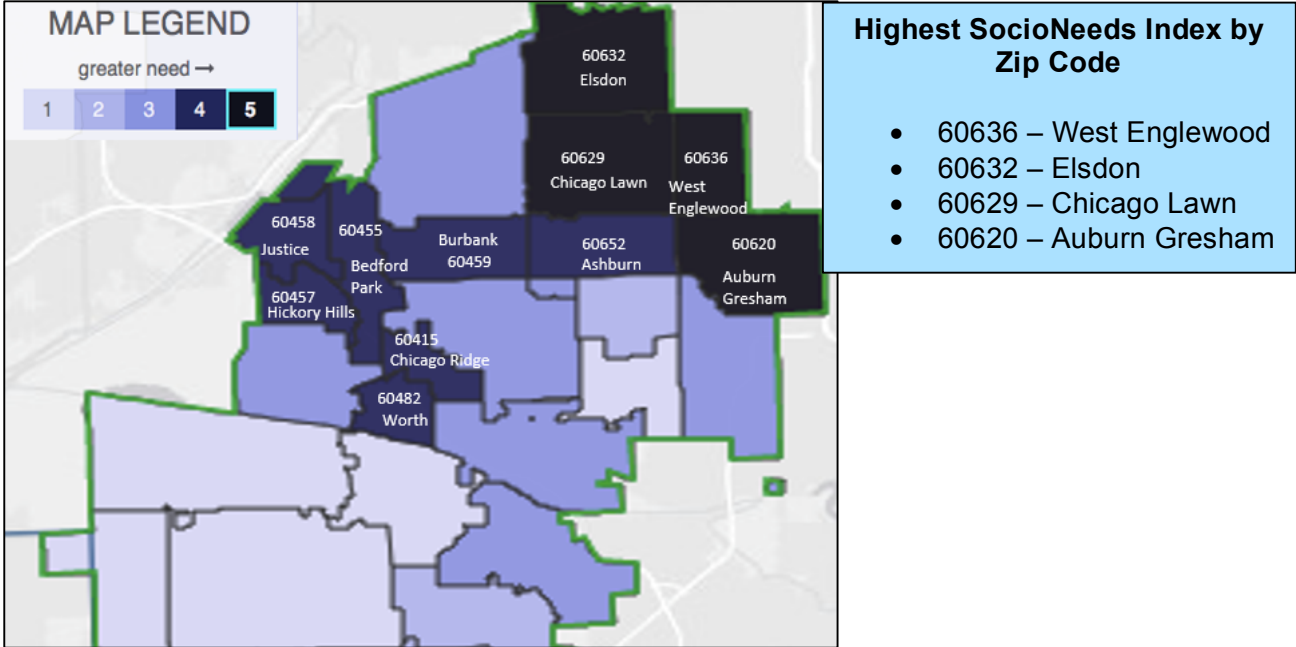 MAP LEGEND
greater need →
1 2 3 4 5
60632
Elsdon
60629
Chicago Lawn
60636
West
Englewood
60458
Justice
60455
Bedford
Park
Burbank
60459
60652
Ashburn
60620
Auburn
Gresham
60457
Hickory Hills
60415
Chicago Ridge
60482
Worth
Highest SocioNeeds Index by
Zip Code
• 60636 – West Englewood
• 60632 – Elsdon
• 60629 – Chicago Lawn
• 60620 – Auburn Gresham